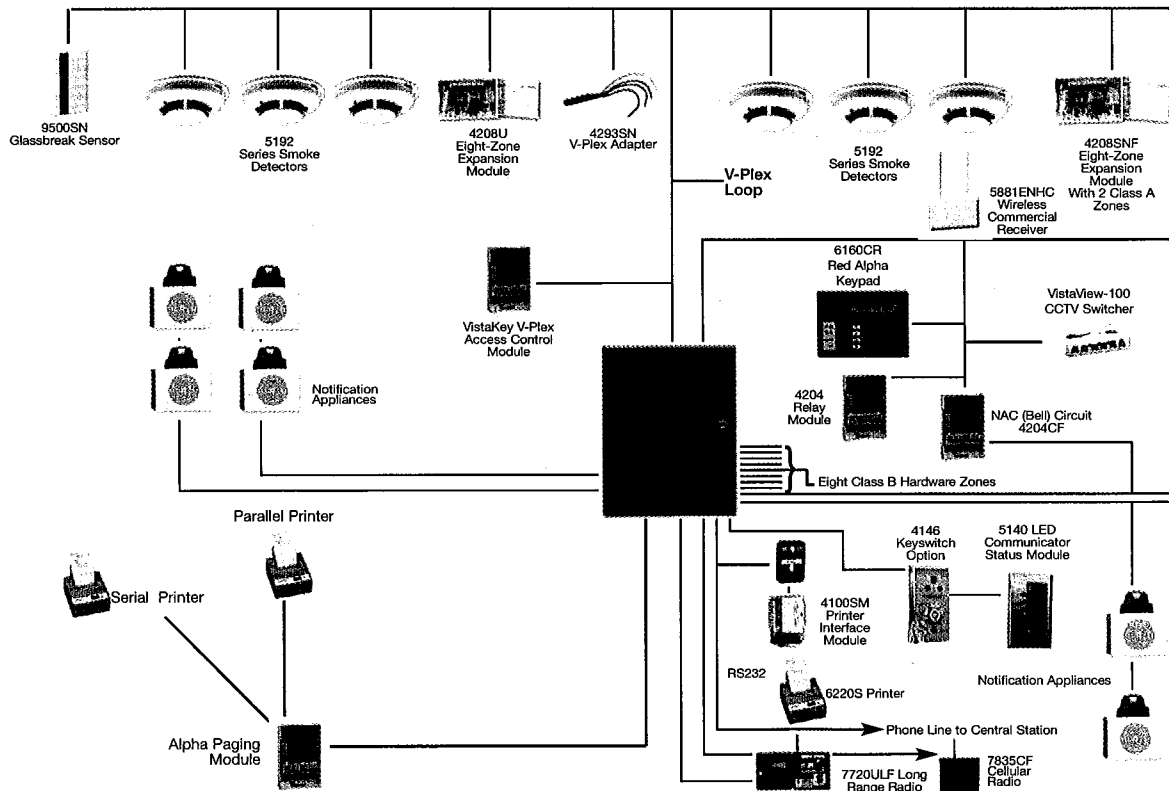 9500SN
Glassbreak Sensor
5192
Series Smoke
Detectors
4208U
Eight-Zone
Expansion
Module
4293SN
V-Plex Adapter
V-Plex
Loop
5192
Series Smoke
Detectors
5881ENHC
Wireless
Commercial
Receiver
4208SNF
Eight-Zone
Expansion
Module
With 2 Class A
Zones
6160CR
Red Alpha
Keypad
VistaView-100
CCTV Switcher
VistaKey V-Plex
Access Control
Module
Notification
Appliances
4204
Relay
Module
NAC (Bell) Circuit
4204CF
Eight Class B Hardware Zones
Parallel Printer
Serial Printer
4146
Keyswitch
Option
5140 LED
Communicator
Status Module
4100SM
Printer
Interface
Module
RS232
6220S Printer
Notification Appliances
Phone Line to Central Station
Alpha Paging
Module
7720ULF Long
Range Radio
7835CF
Cellular
Radio